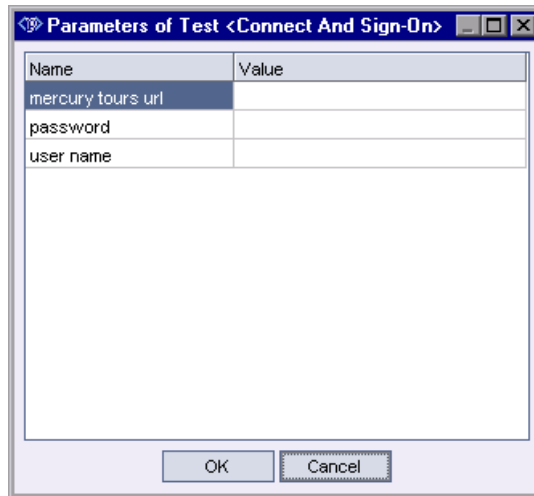 Parameters of Test <Connect And Sign-On>
Name Value
mercury tours url
password
user name
OK Cancel